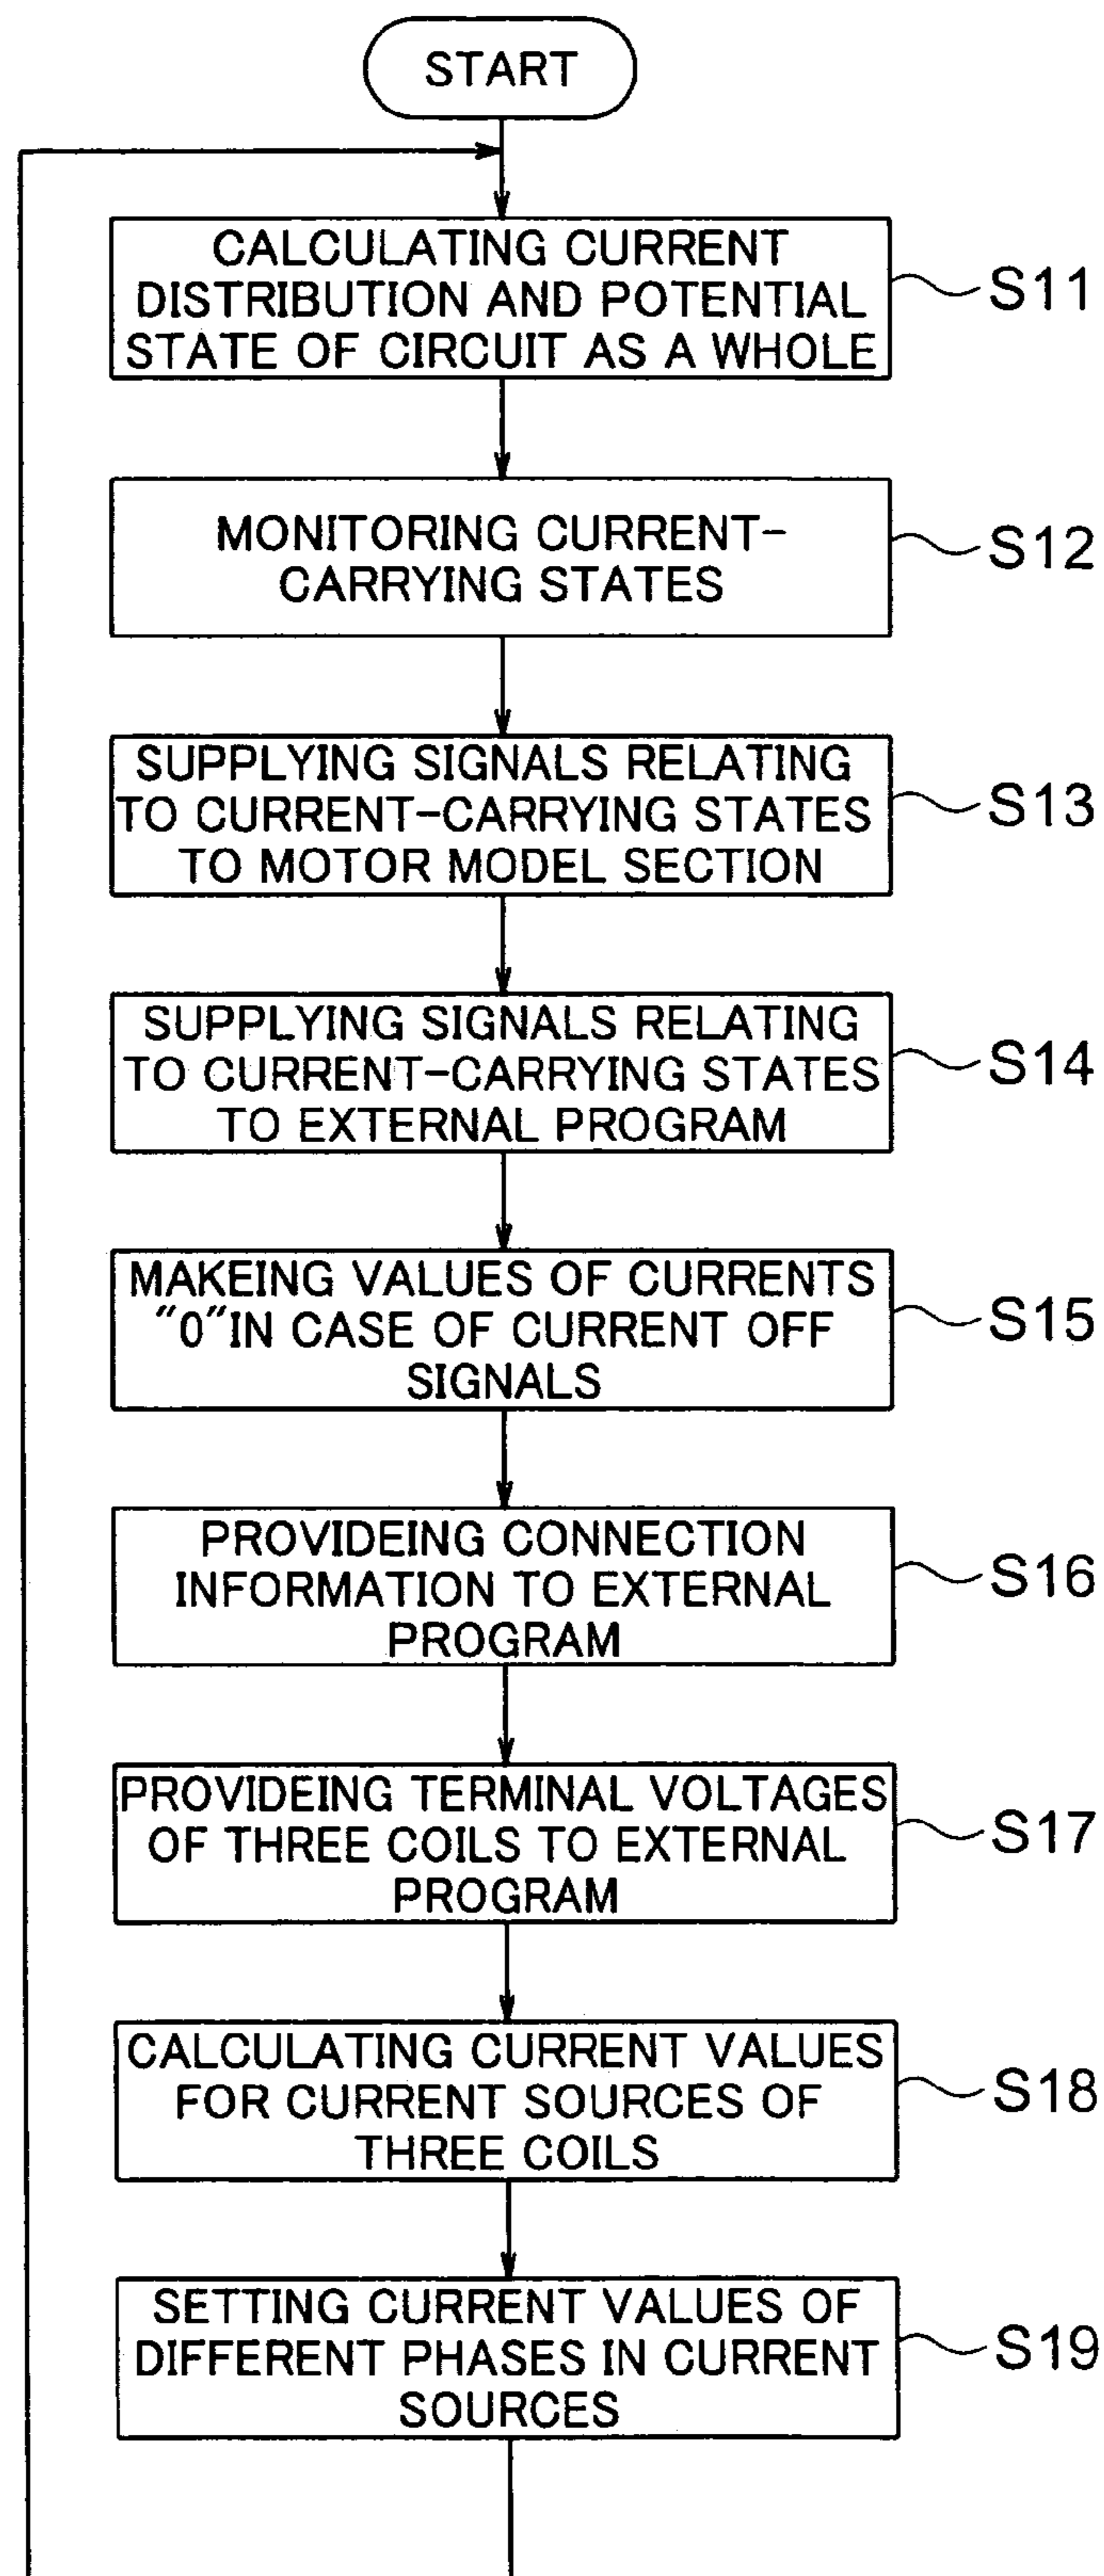 START
CALCULATING CURRENT
DISTRIBUTION AND POTENTIAL
STATE OF CIRCUIT AS A WHOLE
S11
MONITORING CURRENT-
CARRYING STATES
S12
SUPPLYING SIGNALS RELATING
TO CURRENT-CARRYING STATES
TO MOTOR MODEL SECTION
S13
SUPPLYING SIGNALS RELATING
TO CURRENT-CARRYING STATES
TO EXTERNAL PROGRAM
S14
MAKEING VALUES OF CURRENTS
"0"IN CASE OF CURRENT OFF
SIGNALS
S15
PROVIDEING CONNECTION
INFORMATION TO EXTERNAL
PROGRAM
S16
PROVIDEING TERMINAL VOLTAGES
OF THREE COILS TO EXTERNAL
PROGRAM
S17
CALCULATING CURRENT VALUES
FOR CURRENT SOURCES OF
THREE COILS
S18
SETTING CURRENT VALUES OF
DIFFERENT PHASES IN CURRENT
SOURCES
S19